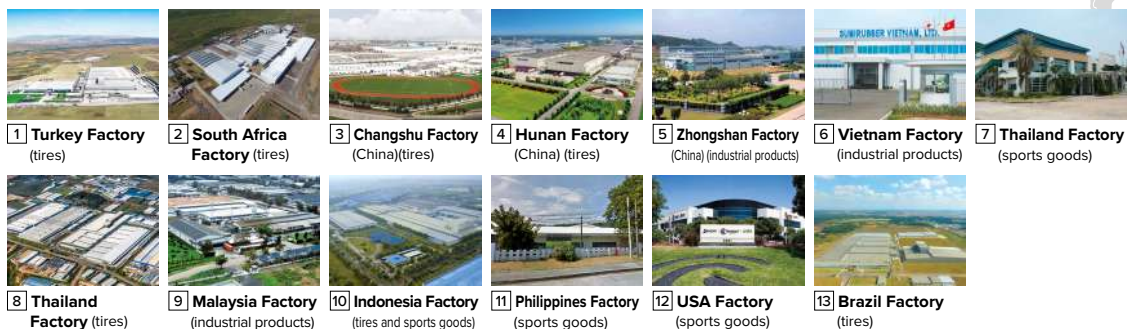 SUMIRUBBER VIETNAM, LTD.
1 Turkey Factory
(tires)
2 South Africa
Factory (tires)
3 Changshu Factory
(China)(tires)
4 Hunan Factory
(China) (tires)
5 Zhongshan Factory
(China) (industrial products)
6 Vietnam Factory
(industrial products)
7 Thailand Factory
(sports goods)
8 Thailand
Factory (tires)
9 Malaysia Factory
(industrial products)
10 Indonesia Factory
(tires and sports goods)
11 Philippines Factory
(sports goods)
12 USA Factory
(sports goods)
13 Brazil Factory
(tires)